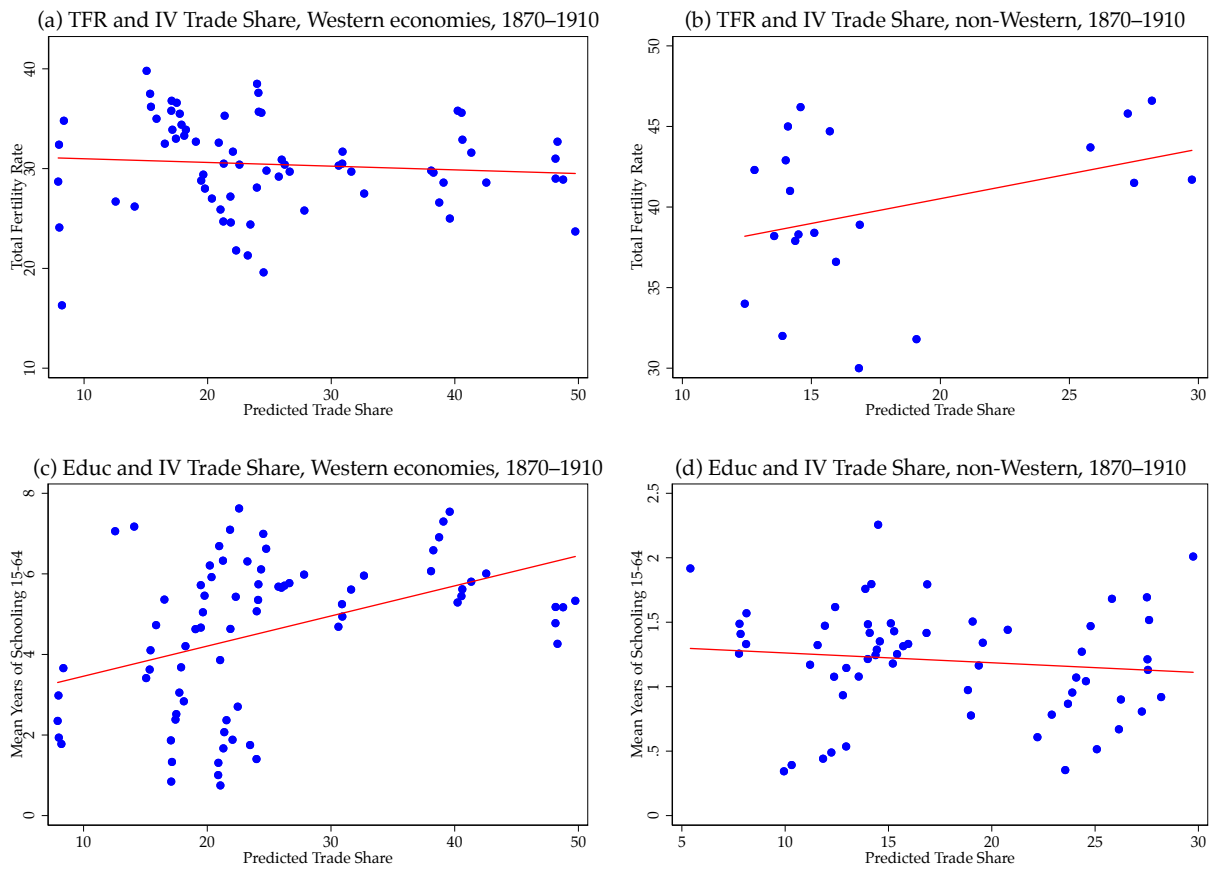 (a) TFR and IV Trade Share, Western economies, 1870–1910
Total Fertility Rate
40
30
20
10
10 20 30 40 50
Predicted Trade Share
(b) TFR and IV Trade Share, non-Western, 1870–1910
Total Fertility Rate
50
45
40
35
30
10 15 20 25 30
Predicted Trade Share
(c) Educ and IV Trade Share, Western economies, 1870–1910
Mean Years of Schooling 15-64
8
6
4
2
0
10 20 30 40 50
Predicted Trade Share
(d) Educ and IV Trade Share, non-Western, 1870–1910
Mean Years of Schooling 15-64
2.5
2
1.5
1
.5
0
5 10 15 20 25 30
Predicted Trade Share